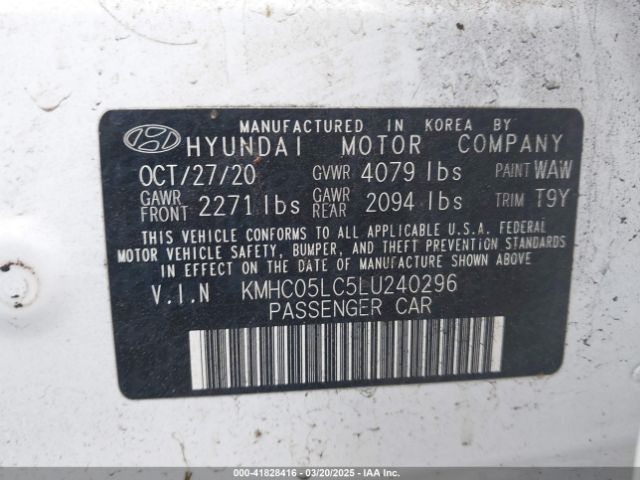 MANUFACTURED IN KOREA BY
HYUNDAI MOTOR COMPANY
OCT/27/20 GVWR 4079 lbs PAINT WAW
GAWR FRONT 2271 lbs GAWR REAR 2094 lbs TRIM T9Y
THIS VEHICLE CONFORMS TO ALL APPLICABLE U.S.A. FEDERAL
MOTOR VEHICLE SAFETY, BUMPER, AND THEFT PREVENTION STANDARDS
IN EFFECT ON THE DATE OF MANUFACTURE SHOWN ABOVE.
V.I.N KMHC05LC5LU240296
PASSENGER CAR
000-41828416 — 03/20/2025 — IAA Inc.